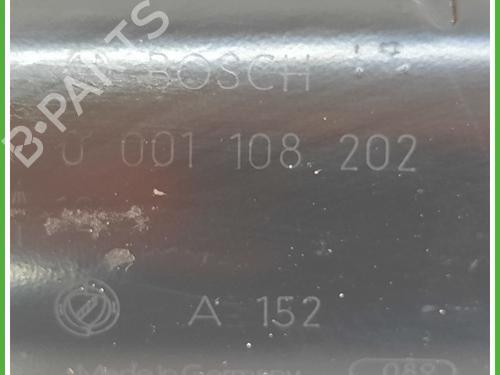 B-PARTS
BOSCH
0 001 108 202
A 152
Made in Germany
088